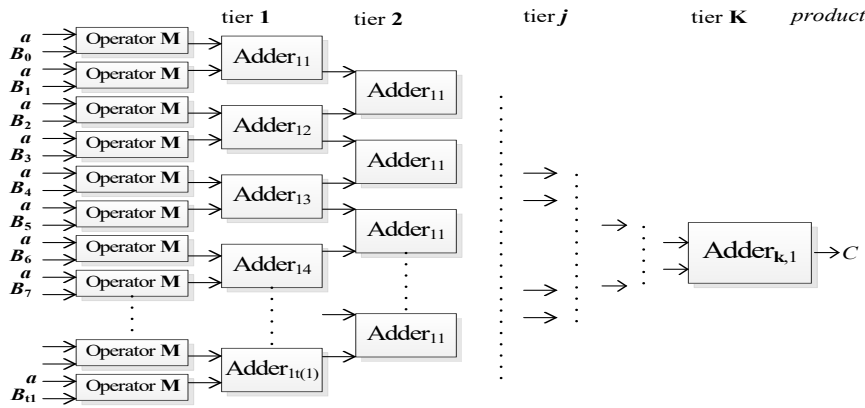 tier 1 tier 2 tier j tier K product
a
B0
Operator M
a
B1
Operator M
a
B2
Operator M
a
B3
Operator M
a
B4
Operator M
a
B5
Operator M
a
B6
Operator M
a
B7
Operator M
Operator M
a
Bt1
Operator M
Adder11
Adder12
Adder13
Adder14
Adder1t(1)
Adder11
Adder11
Adder11
Adder11
Adderk,1
C